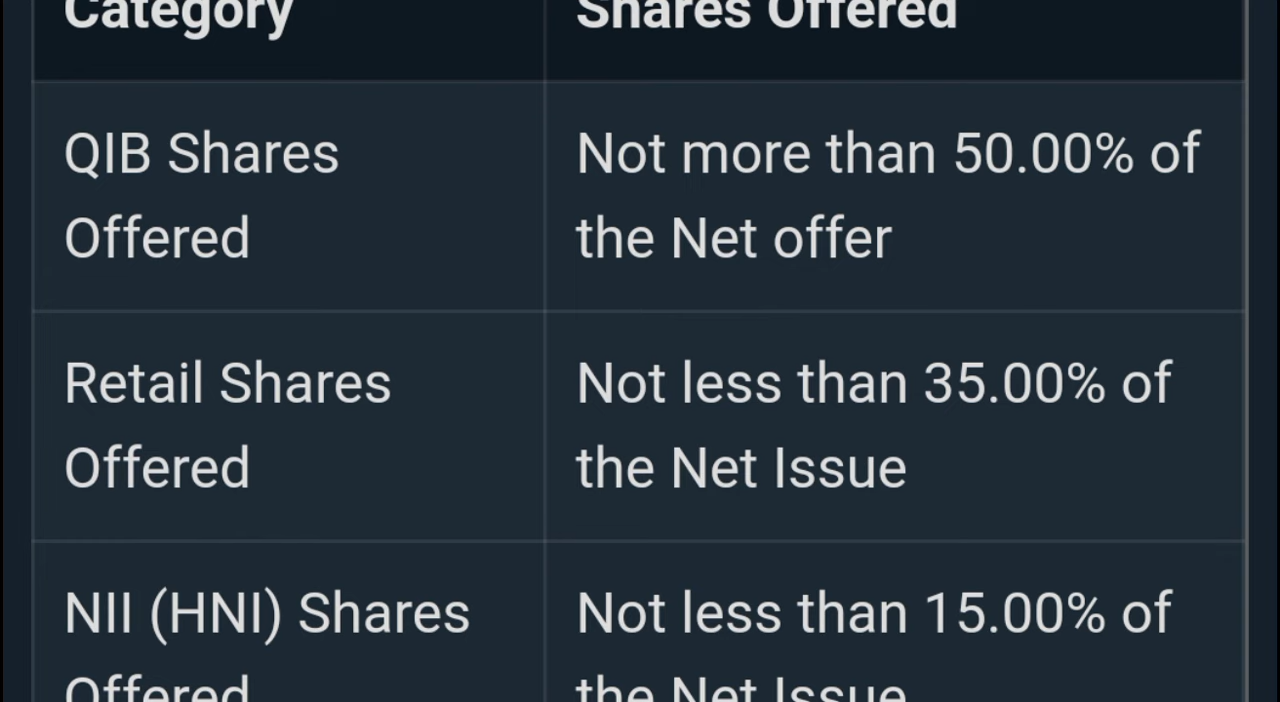 Category Shares Offered
QIB Shares Not more than 50.00% of
Offered the Net offer
Retail Shares Not less than 35.00% of
Offered the Net Issue
NII (HNI) Shares Not less than 15.00% of
Offered the Net Issue